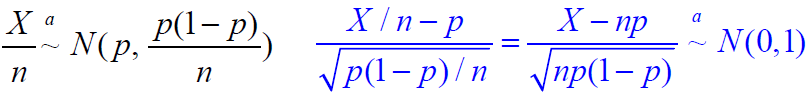 X/n ~ᵃ N(p, p(1−p)/n)   (X / n − p)/√(p(1−p) / n) = (X − np)/√(np(1−p)) ~ᵃ N(0,1)